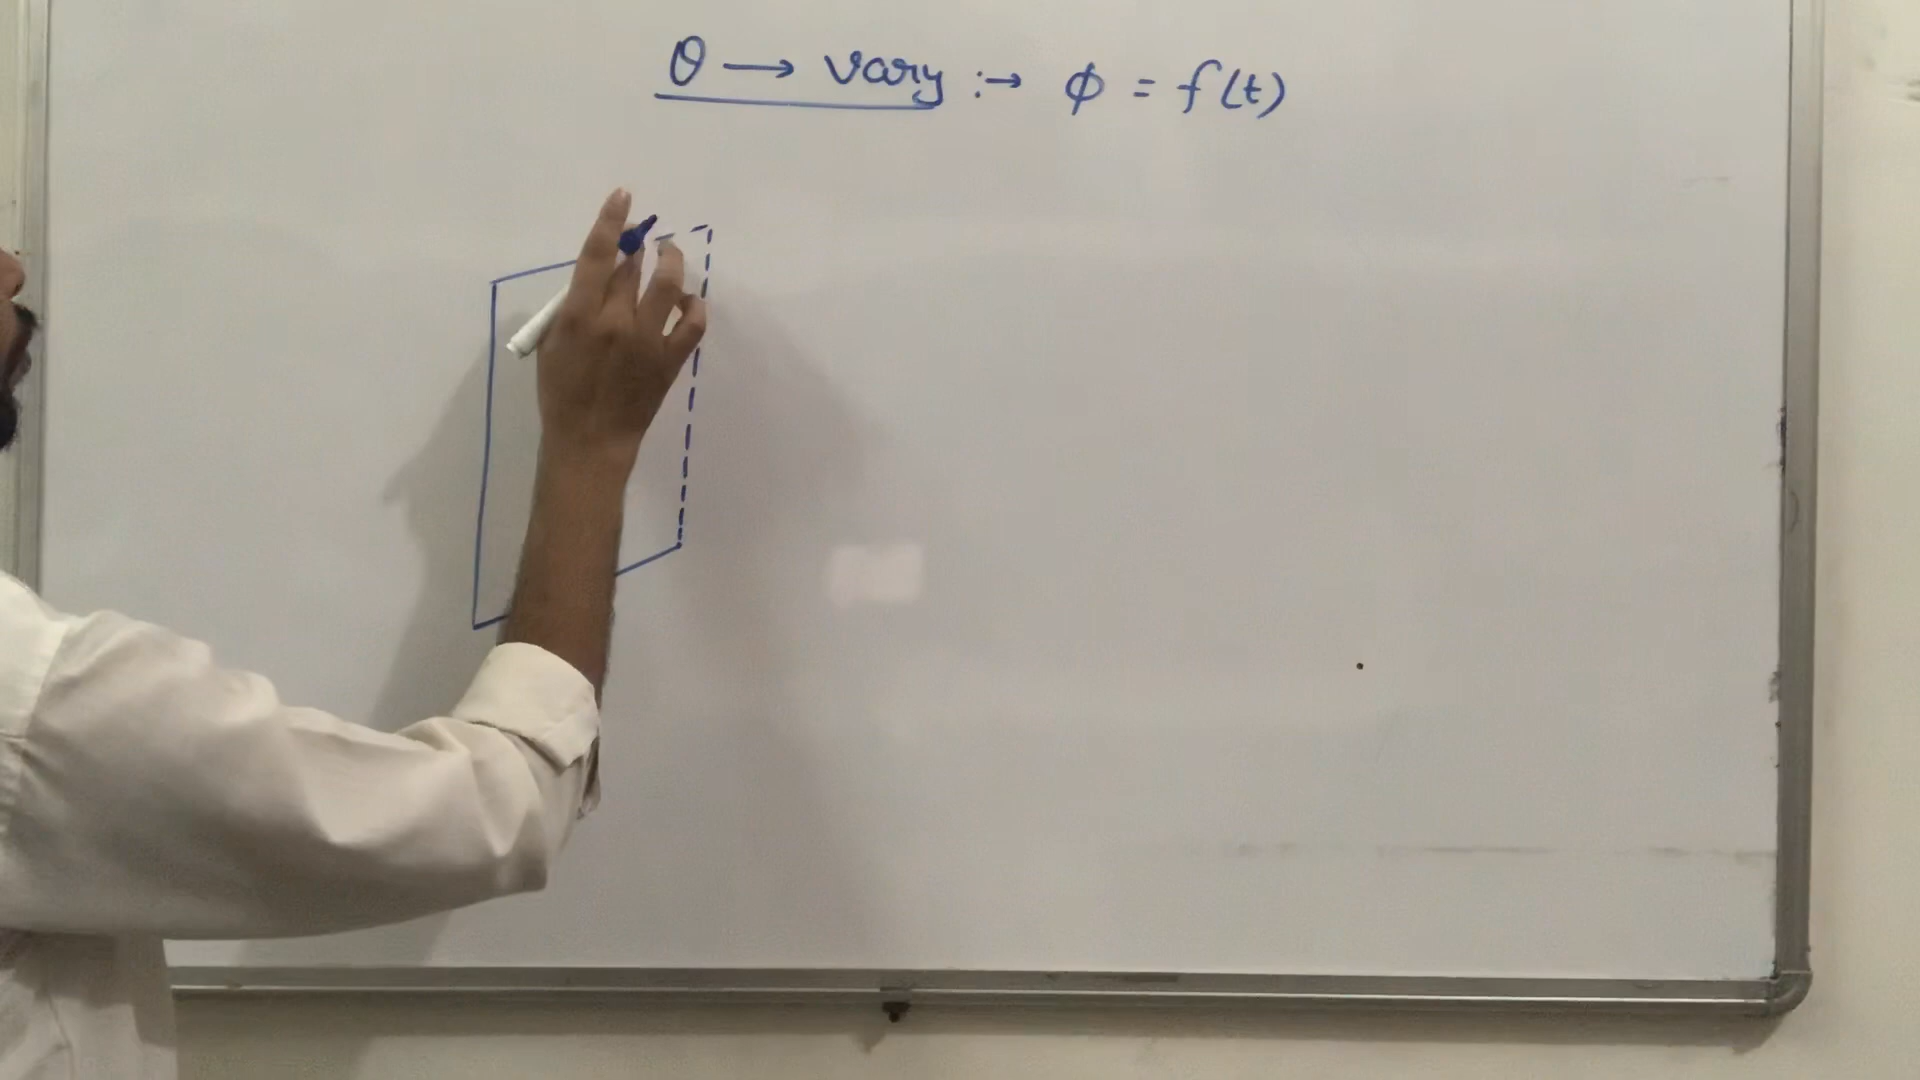 θ → vary :→ φ = f(t)